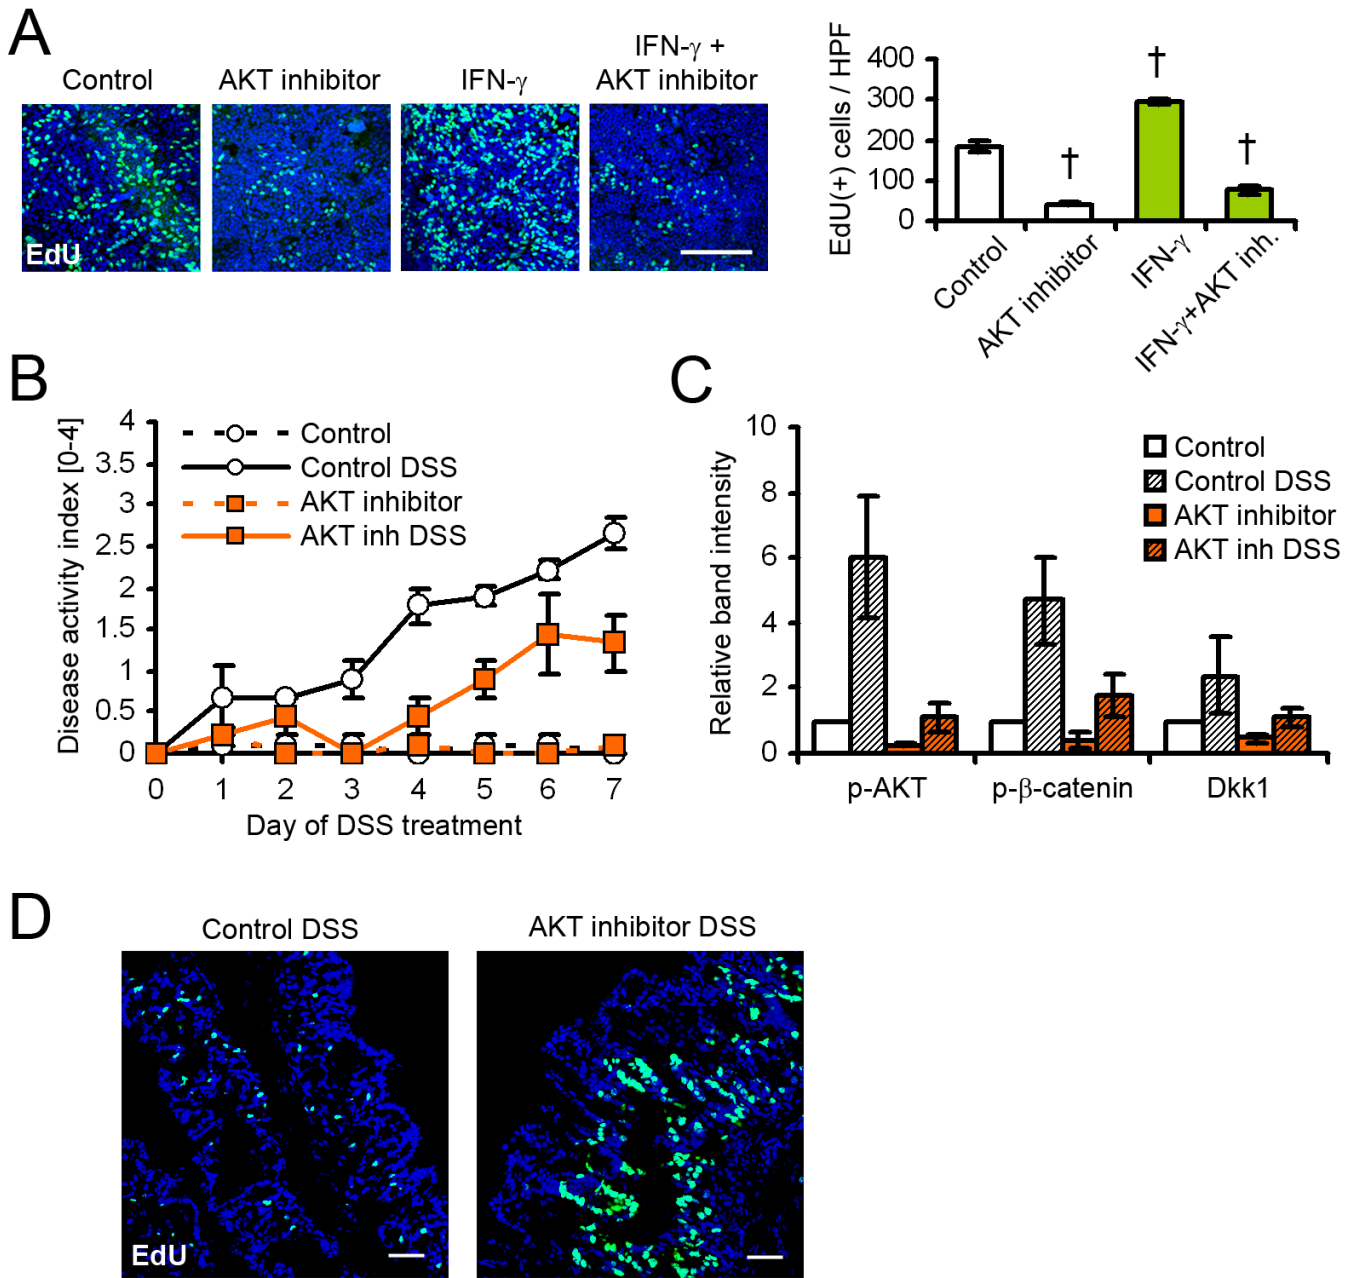 A
Control
AKT inhibitor
IFN-γ
IFN-γ +
AKT inhibitor
EdU
EdU(+) cells / HPF
400
300
200
100
0
†
†
†
Control
AKT inhibitor
IFN-γ
IFN-γ+AKT inh.
B
Disease activity index [0-4]
4
3.5
3
2.5
2
1.5
1
0.5
0
Control
Control DSS
AKT inhibitor
AKT inh DSS
0 1 2 3 4 5 6 7
Day of DSS treatment
C
Relative band intensity
10
8
6
4
2
0
Control
Control DSS
AKT inhibitor
AKT inh DSS
p-AKT p-β-catenin Dkk1
D
Control DSS
AKT inhibitor DSS
EdU